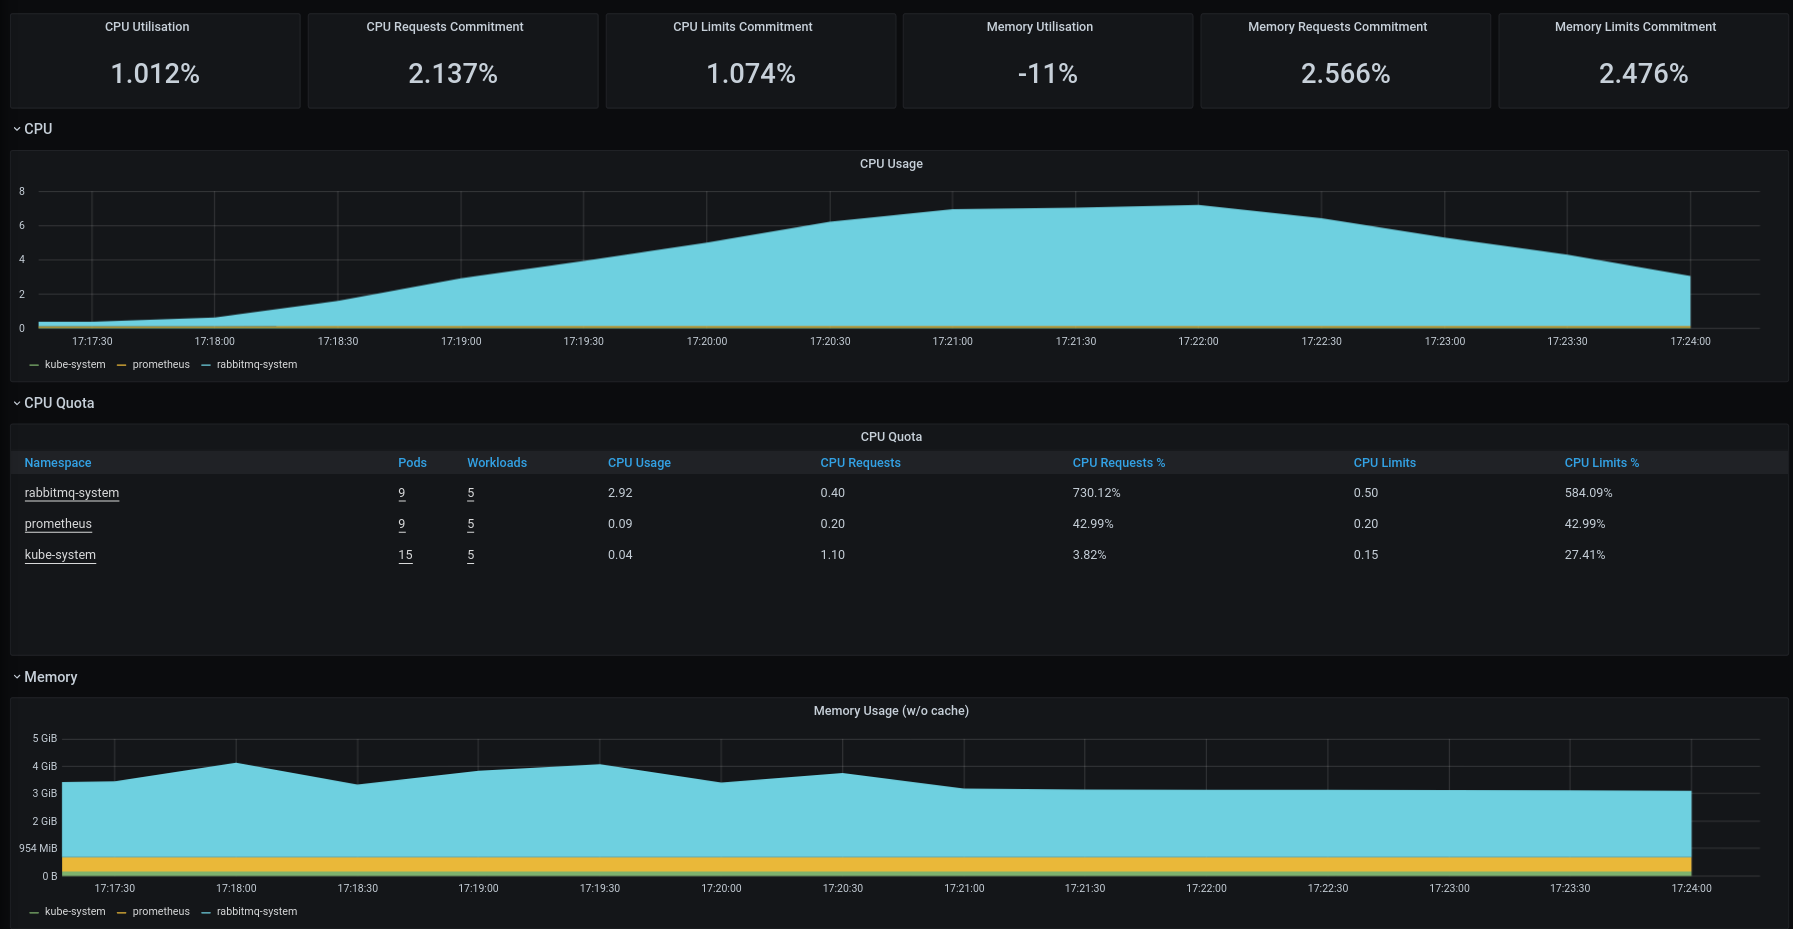 CPU Utilisation CPU Requests Commitment CPU Limits Commitment Memory Utilisation Memory Requests Commitment Memory Limits Commitment
1.012% 2.137% 1.074% -11% 2.566% 2.476%
CPU
CPU Usage
8
6
4
2
0
17:17:30 17:18:00 17:18:30 17:19:00 17:19:30 17:20:00 17:20:30 17:21:00 17:21:30 17:22:00 17:22:30 17:23:00 17:23:30 17:24:00
kube-system prometheus rabbitmq-system
CPU Quota
CPU Quota
Namespace Pods Workloads CPU Usage CPU Requests CPU Requests % CPU Limits CPU Limits %
rabbitmq-system 9 5 2.92 0.40 730.12% 0.50 584.09%
prometheus 9 5 0.09 0.20 42.99% 0.20 42.99%
kube-system 15 5 0.04 1.10 3.82% 0.15 27.41%
Memory
Memory Usage (w/o cache)
5 GiB
4 GiB
3 GiB
2 GiB
954 MiB
0 B
17:17:30 17:18:00 17:18:30 17:19:00 17:19:30 17:20:00 17:20:30 17:21:00 17:21:30 17:22:00 17:22:30 17:23:00 17:23:30 17:24:00
kube-system prometheus rabbitmq-system